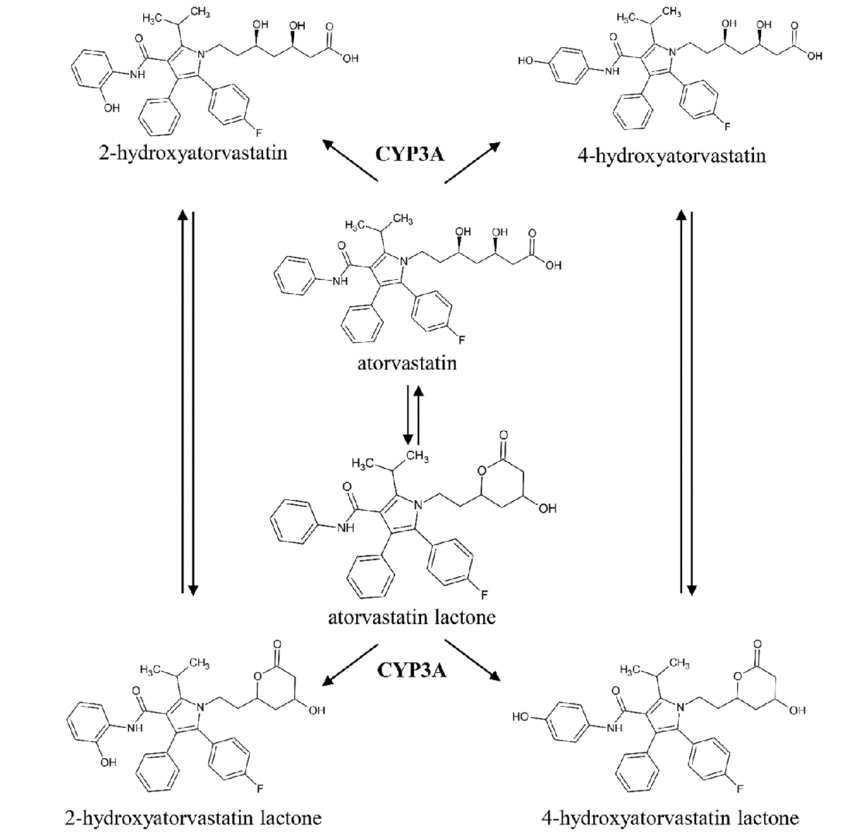 H₃C CH₃ OH OH O
O N OH
NH
OH
F
2-hydroxyatorvastatin
H₃C CH₃ OH OH O
O N OH
HO NH
F
4-hydroxyatorvastatin
CYP3A
H₃C CH₃ OH OH O
O N OH
NH
F
atorvastatin
O
H₃C CH₃ O
O N OH
NH
F
atorvastatin lactone
CYP3A
O
H₃C CH₃ O
O N OH
NH
OH
F
2-hydroxyatorvastatin lactone
O
H₃C CH₃ O
O N OH
HO NH
F
4-hydroxyatorvastatin lactone